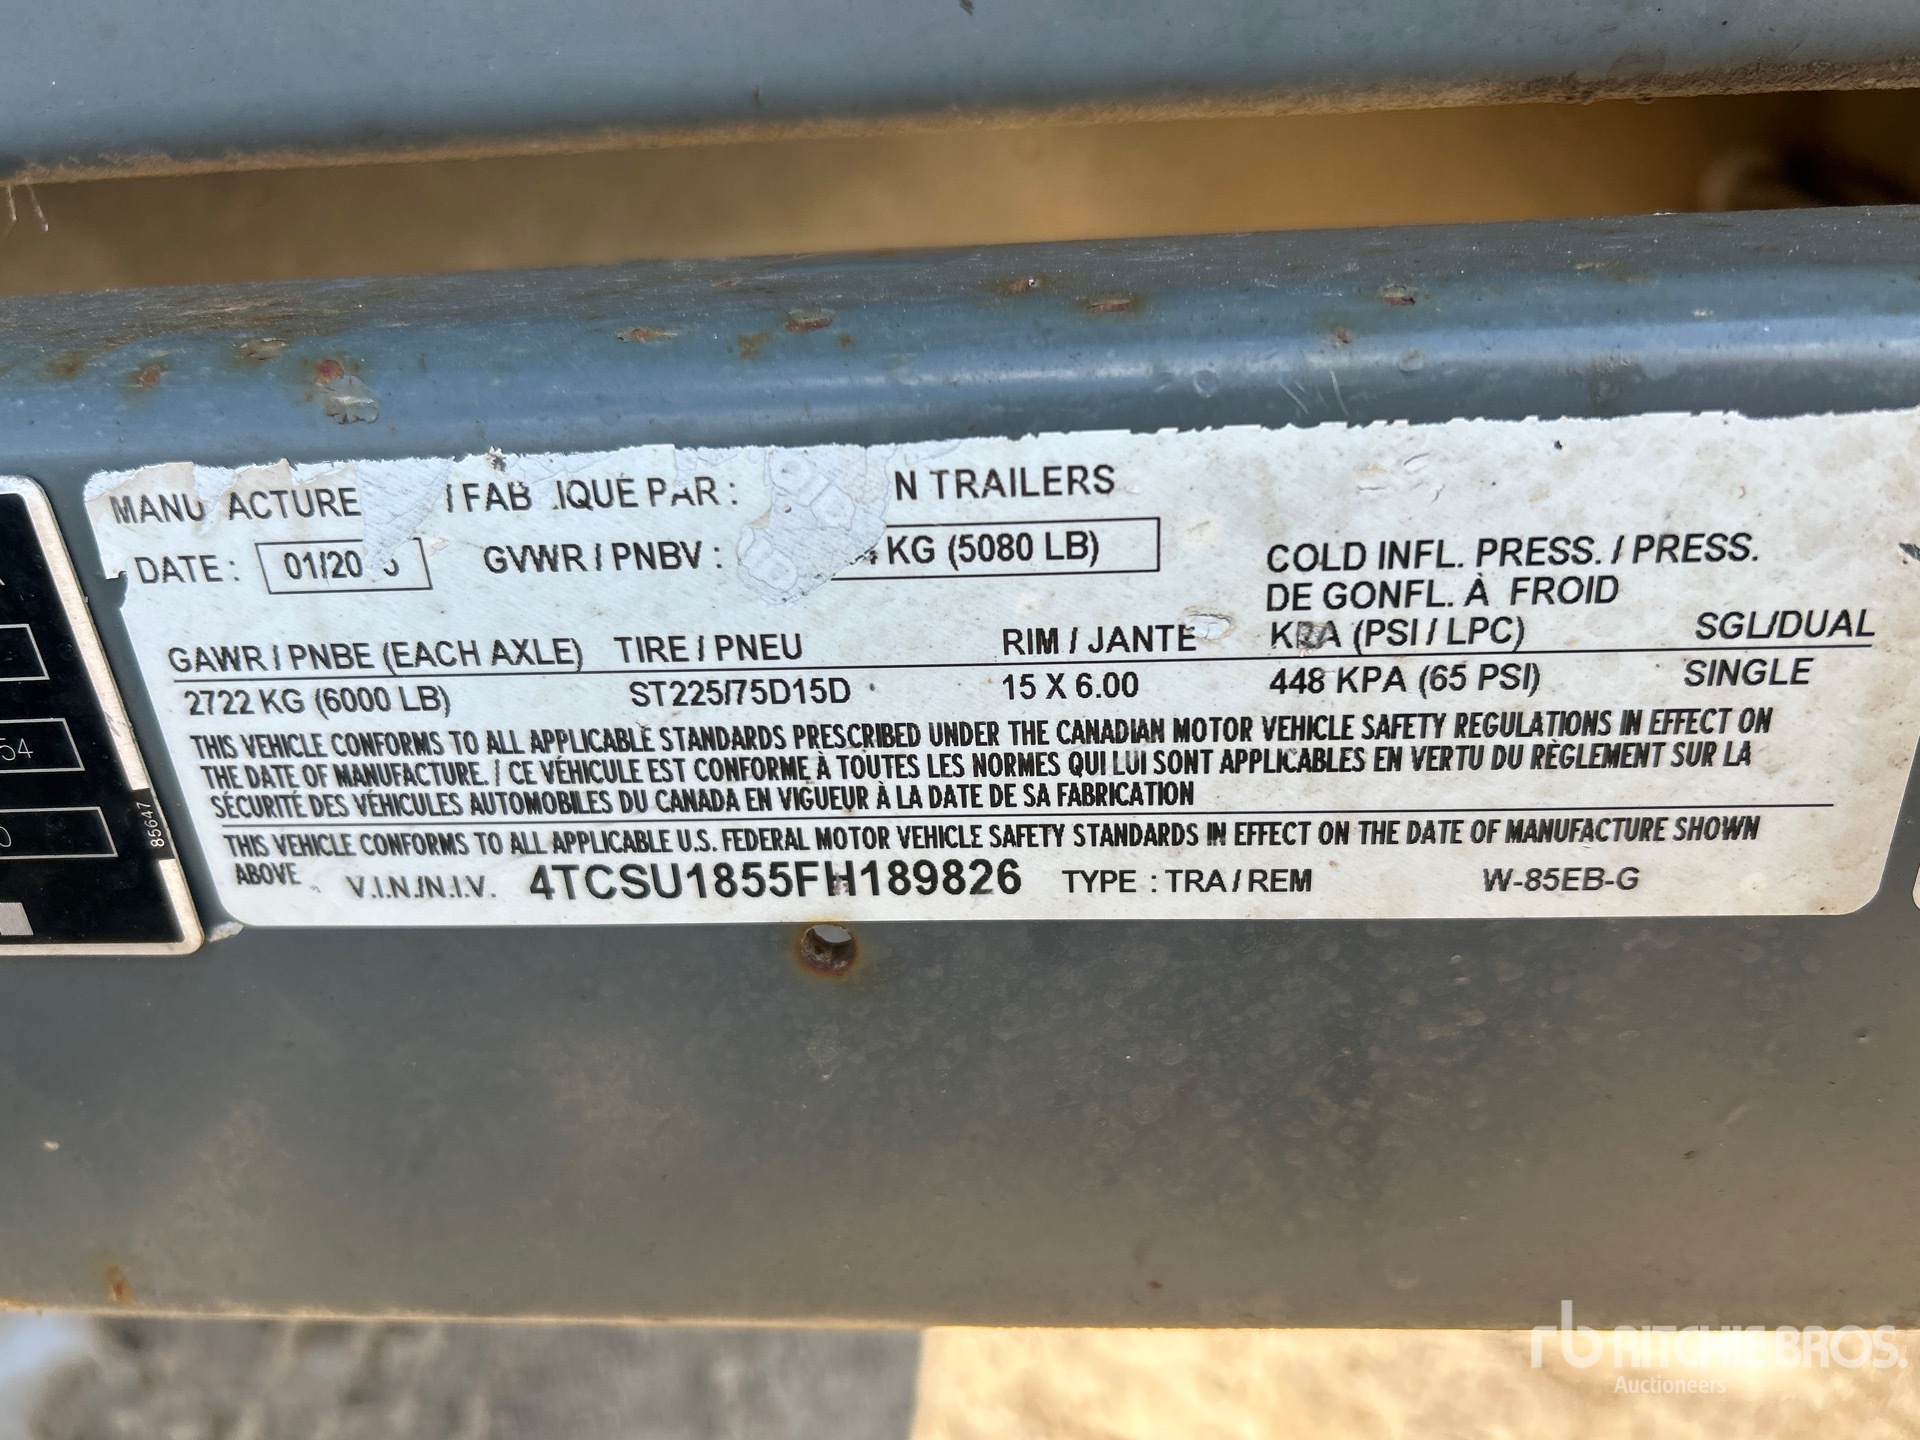 MANU ACTURE / FAB IQUÉ PAR : N TRAILERS
DATE : 01/20 GVWR / PNBV : KG (5080 LB)
COLD INFL. PRESS. / PRESS.
DE GONFL. À FROID
GAWR / PNBE (EACH AXLE) TIRE / PNEU RIM / JANTE KPA (PSI / LPC) SGL/DUAL
2722 KG (6000 LB) ST225/75D15D 15 X 6.00 448 KPA (65 PSI) SINGLE
THIS VEHICLE CONFORMS TO ALL APPLICABLE STANDARDS PRESCRIBED UNDER THE CANADIAN MOTOR VEHICLE SAFETY REGULATIONS IN EFFECT ON
THE DATE OF MANUFACTURE. / CE VÉHICULE EST CONFORME À TOUTES LES NORMES QUI LUI SONT APPLICABLES EN VERTU DU RÈGLEMENT SUR LA
SÉCURITÉ DES VÉHICULES AUTOMOBILES DU CANADA EN VIGUEUR À LA DATE DE SA FABRICATION
THIS VEHICLE CONFORMS TO ALL APPLICABLE U.S. FEDERAL MOTOR VEHICLE SAFETY STANDARDS IN EFFECT ON THE DATE OF MANUFACTURE SHOWN
ABOVE V.I.N./N.I.V. 4TCSU1855FH189826 TYPE : TRA / REM W-85EB-G
54
85647
rb RITCHIE BROS.
Auctioneers